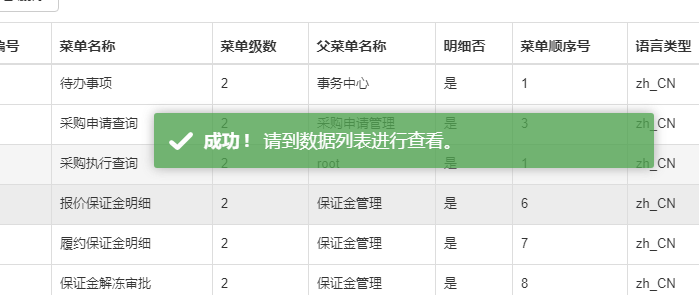 编号 菜单名称 菜单级数 父菜单名称 明细否 菜单顺序号 语言类型
待办事项 2 事务中心 是 1 zh_CN
采购申请查询 2 采购申请管理 是 3 zh_CN
成功！ 请到数据列表进行查看。
采购执行查询 2 root 是 1 zh_CN
报价保证金明细 2 保证金管理 是 6 zh_CN
履约保证金明细 2 保证金管理 是 7 zh_CN
保证金解冻审批 2 保证金管理 是 8 zh_CN